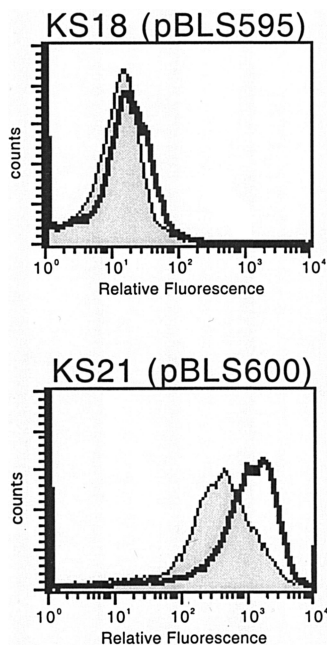 KS18 (pBLS595)
counts
10⁰ 10¹ 10² 10³ 10⁴
Relative Fluorescence
KS21 (pBLS600)
counts
10⁰ 10¹ 10² 10³ 10⁴
Relative Fluorescence